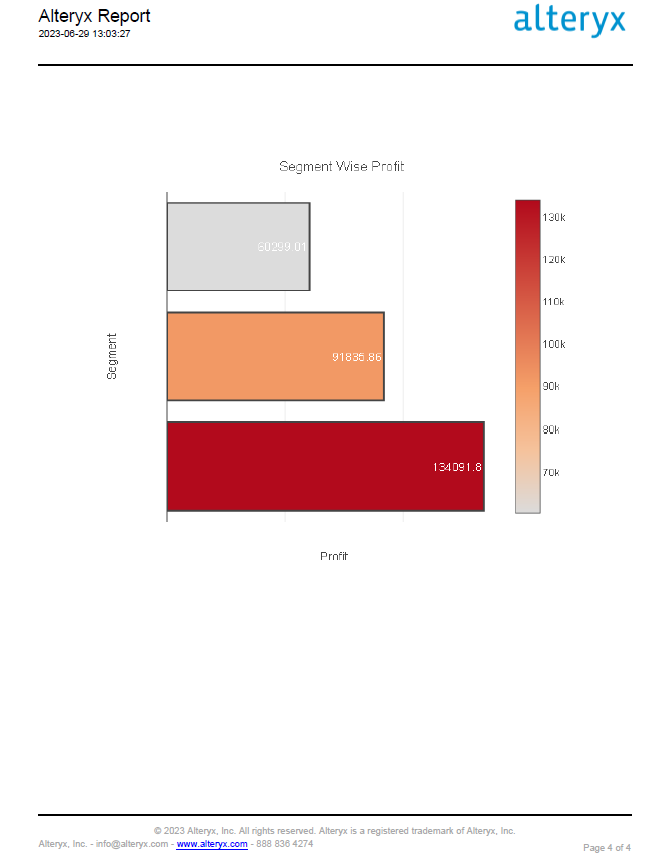 Alteryx Report
2023-06-29 13:03:27
alteryx
Segment Wise Profit
60299.01
91835.86
134091.8
Segment
Profit
130k
120k
110k
100k
90k
80k
70k
© 2023 Alteryx, Inc. All rights reserved. Alteryx is a registered trademark of Alteryx, Inc.
Alteryx, Inc. - info@alteryx.com - www.alteryx.com - 888 836 4274
Page 4 of 4